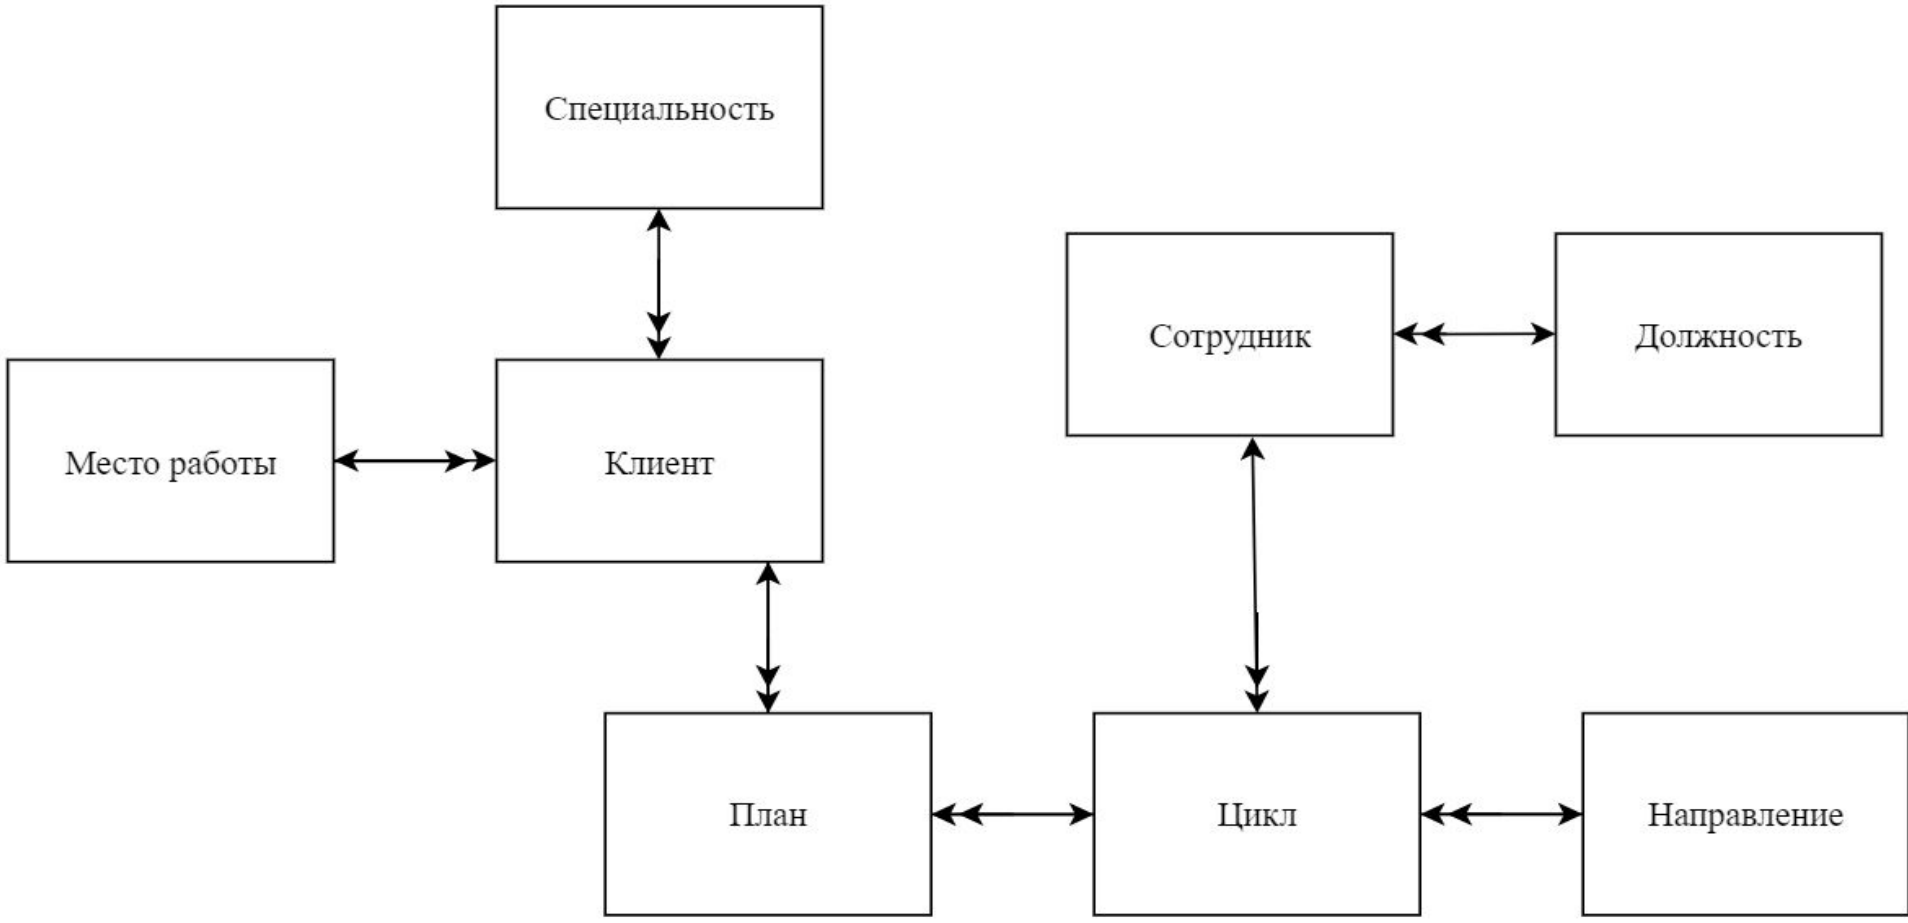 Специальность
Сотрудник
Должность
Место работы
Клиент
План
Цикл
Направление